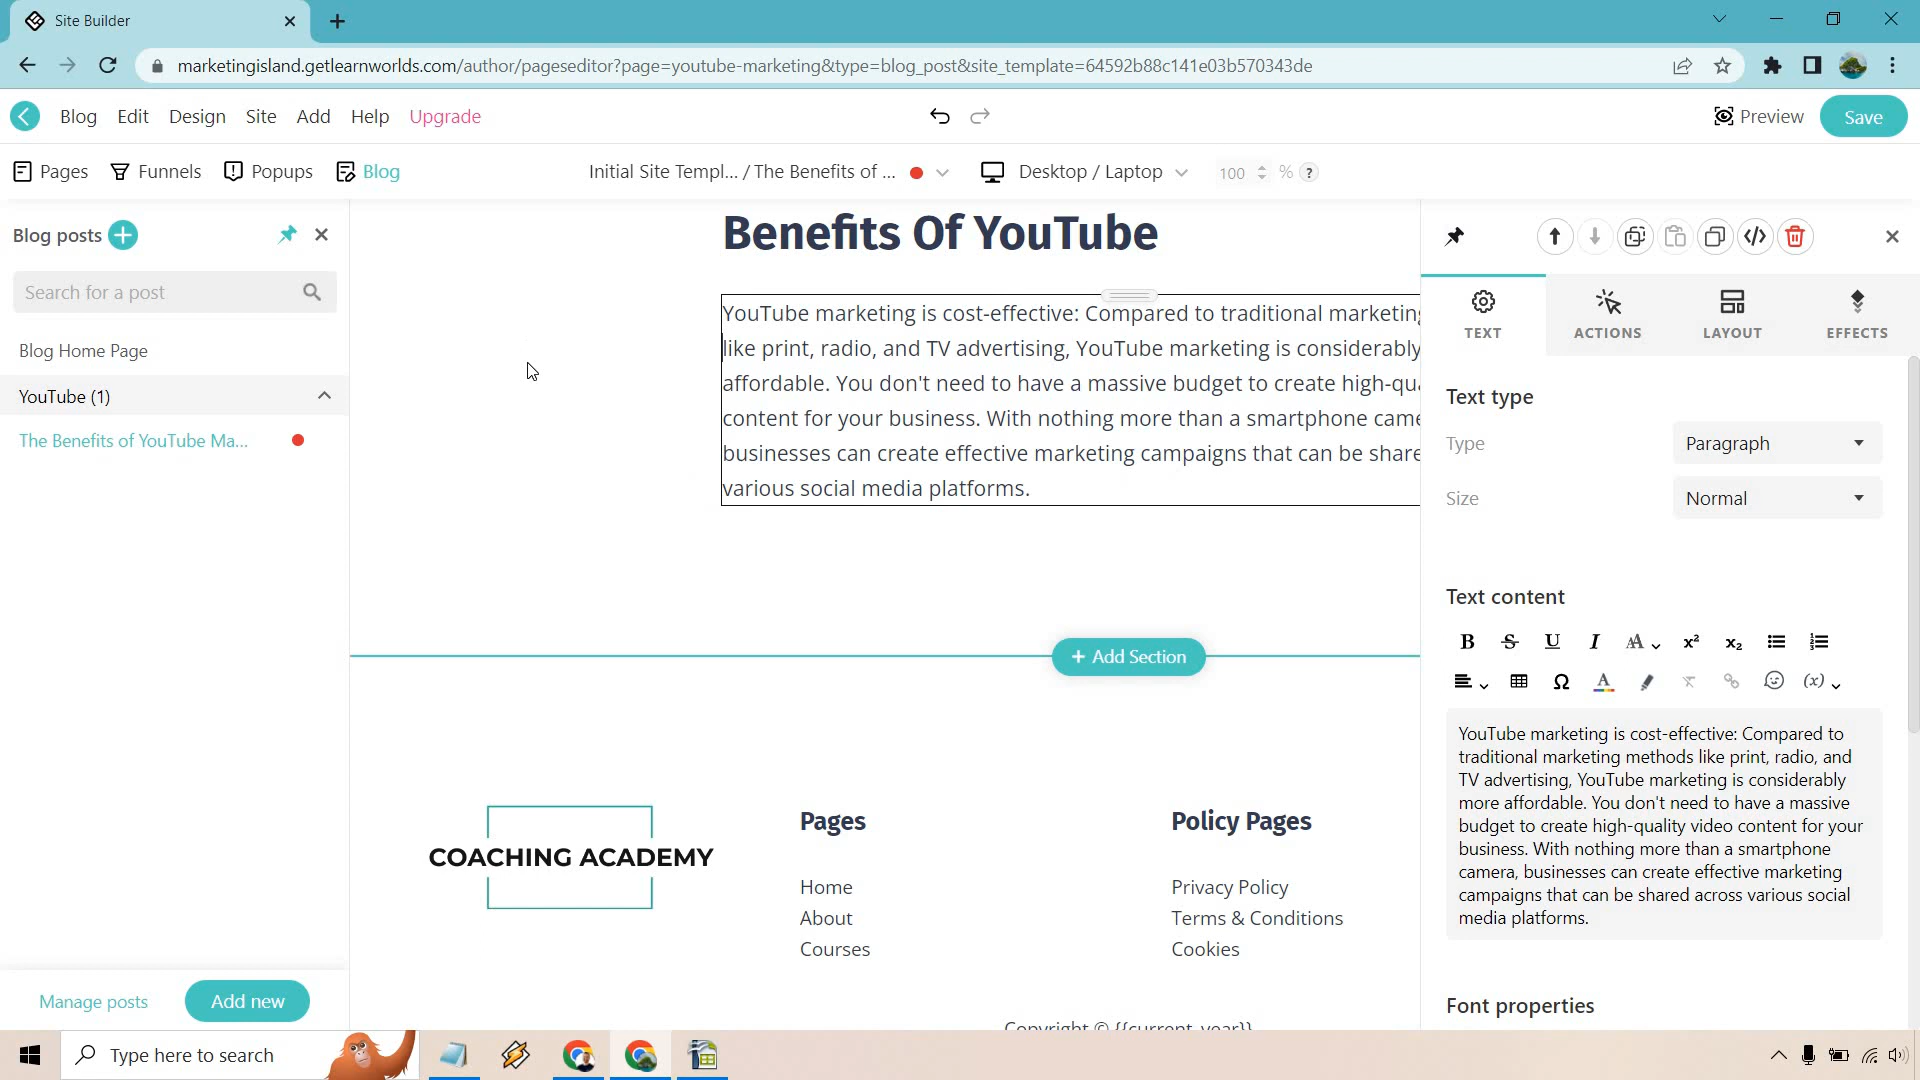 Site Builder
marketingisland.getlearnworlds.com/author/pageseditor?page=youtube-marketing&type=blog_post&site_template=64592b88c141e03b570343de
Blog Edit Design Site Add Help Upgrade
Preview Save
Pages Funnels Popups Blog
Initial Site Templ... / The Benefits of ...
Desktop / Laptop
100 % ?
Blog posts
Search for a post
Blog Home Page
YouTube (1)
The Benefits of YouTube Ma...
Manage posts
Add new
Benefits Of YouTube
YouTube marketing is cost-effective: Compared to traditional marketing
like print, radio, and TV advertising, YouTube marketing is considerably
affordable. You don't need to have a massive budget to create high-qu
content for your business. With nothing more than a smartphone came
businesses can create effective marketing campaigns that can be share
various social media platforms.
+ Add Section
COACHING ACADEMY
Pages
Home
About
Courses
Policy Pages
Privacy Policy
Terms & Conditions
Cookies
Copyright © {{current_year}}
TEXT
ACTIONS
LAYOUT
EFFECTS
Text type
Type Paragraph
Size Normal
Text content
YouTube marketing is cost-effective: Compared to
traditional marketing methods like print, radio, and
TV advertising, YouTube marketing is considerably
more affordable. You don't need to have a massive
budget to create high-quality video content for your
business. With nothing more than a smartphone
camera, businesses can create effective marketing
campaigns that can be shared across various social
media platforms.
Font properties
Type here to search